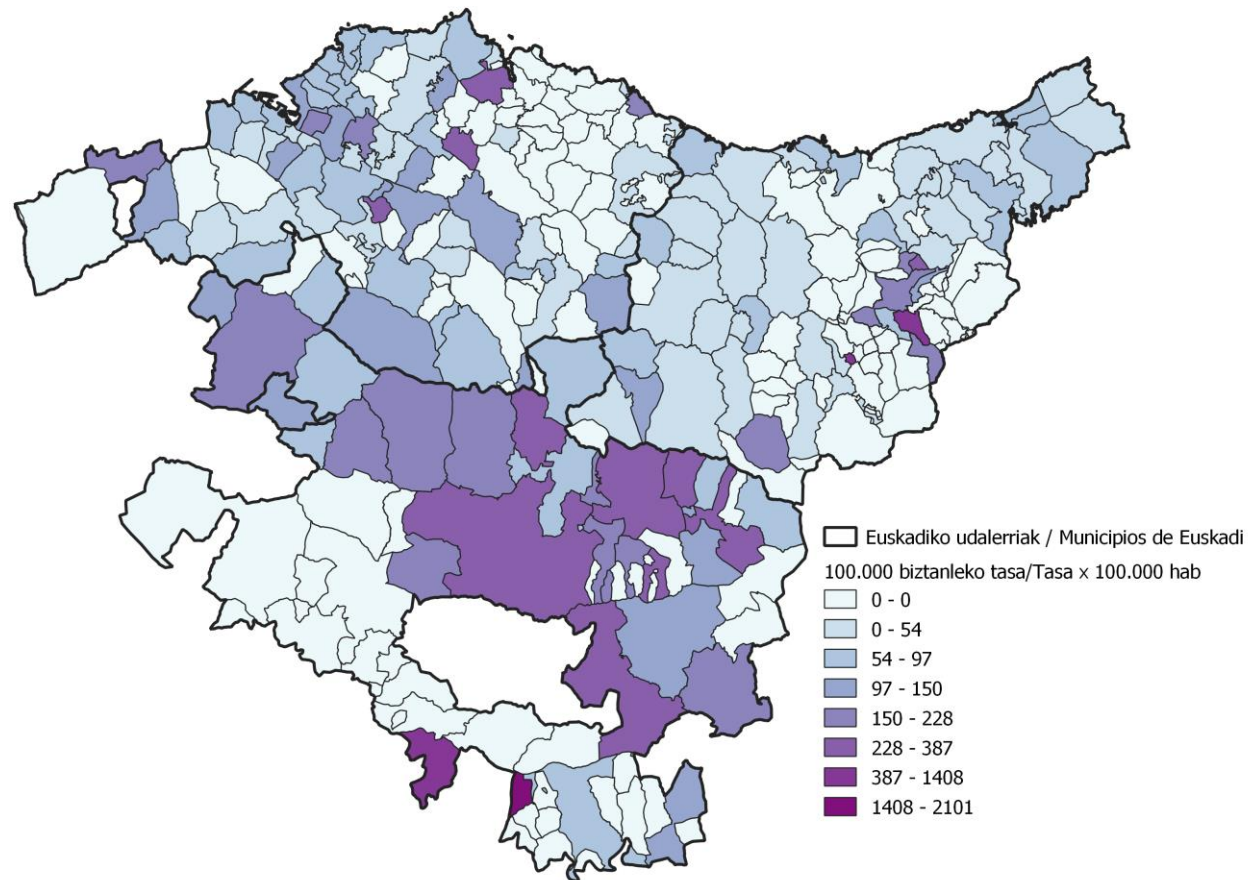 Euskadiko udalerriak / Municipios de Euskadi
100.000 biztanleko tasa/Tasa x 100.000 hab
0 - 0
0 - 54
54 - 97
97 - 150
150 - 228
228 - 387
387 - 1408
1408 - 2101